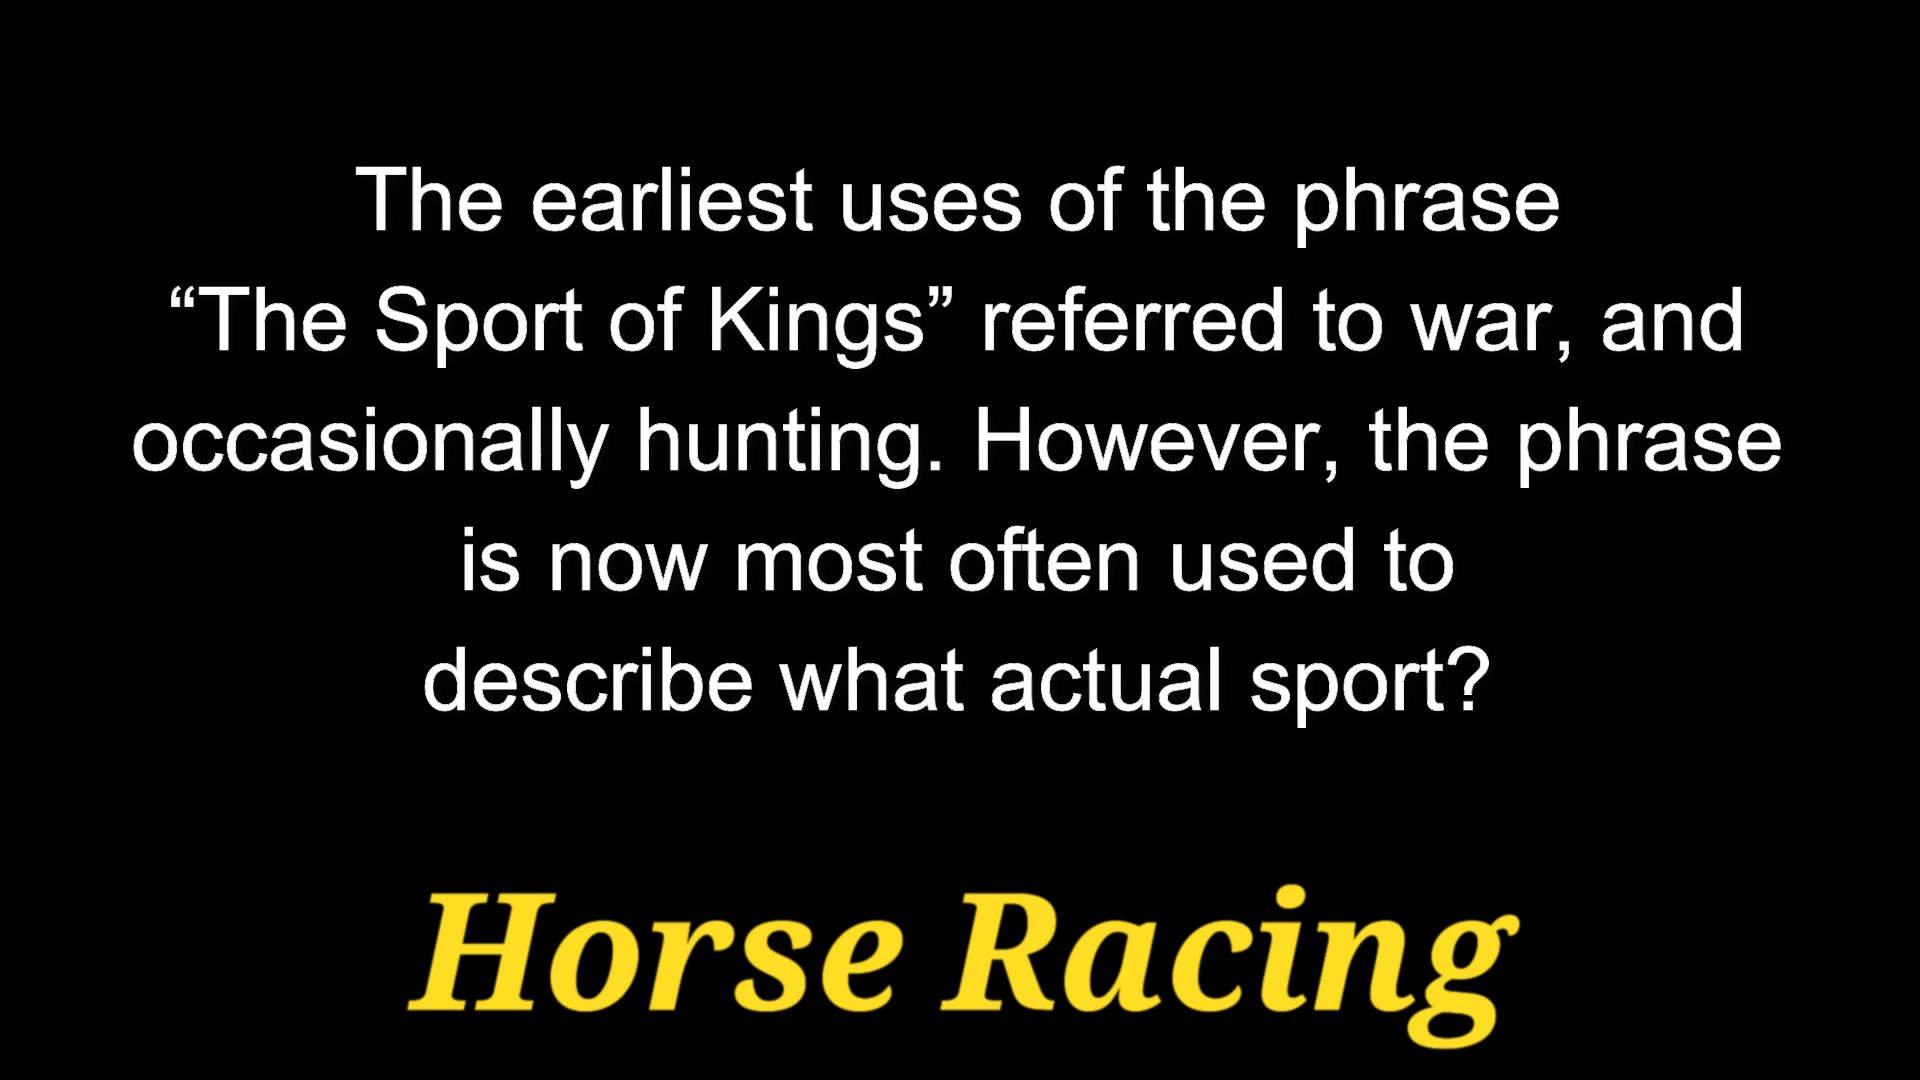 The earliest uses of the phrase
“The Sport of Kings” referred to war, and
occasionally hunting. However, the phrase
is now most often used to
describe what actual sport?
Horse Racing